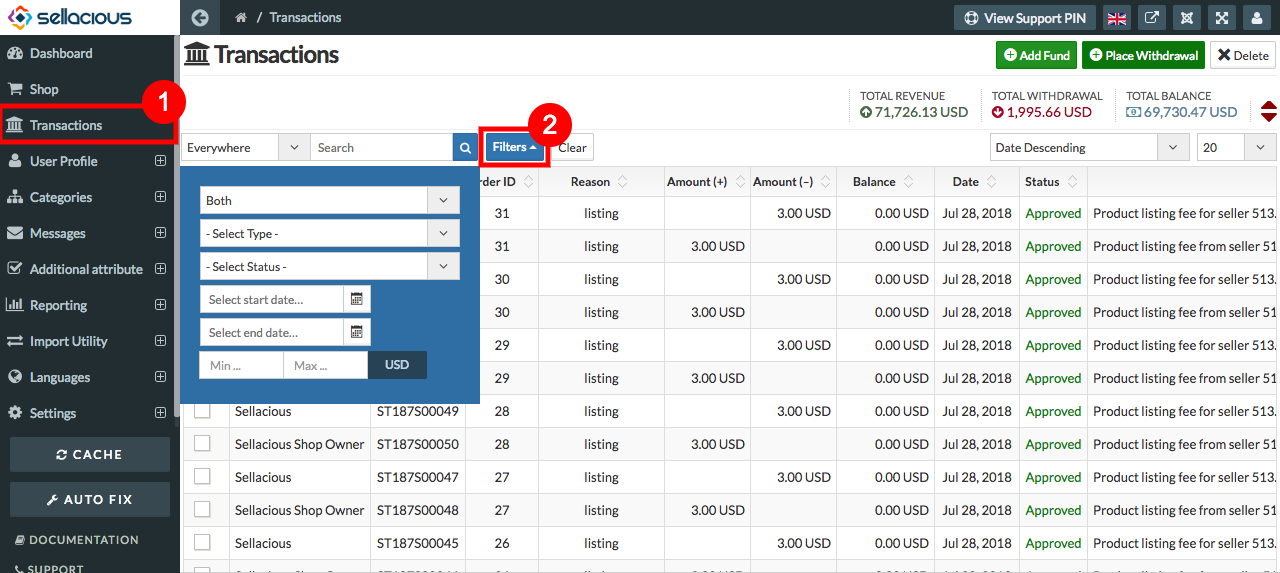 sellacious
/ Transactions
View Support PIN
Dashboard
Shop
Transactions
User Profile
Categories
Messages
Additional attribute
Reporting
Import Utility
Languages
Settings
CACHE
AUTO FIX
DOCUMENTATION
SUPPORT
1
Transactions
Add Fund
Place Withdrawal
Delete
TOTAL REVENUE
71,726.13 USD
TOTAL WITHDRAWAL
1,995.66 USD
TOTAL BALANCE
69,730.47 USD
2
Everywhere Search Filters Clear Date Descending 20
Both
- Select Type -
- Select Status -
Select start date...
Select end date...
Min ... Max ... USD
rder ID Reason Amount (+) Amount (−) Balance Date Status
31 listing 3.00 USD 0.00 USD Jul 28, 2018 Approved Product listing fee for seller 513.
31 listing 3.00 USD 0.00 USD Jul 28, 2018 Approved Product listing fee from seller 51
30 listing 3.00 USD 0.00 USD Jul 28, 2018 Approved Product listing fee for seller 513.
30 listing 3.00 USD 0.00 USD Jul 28, 2018 Approved Product listing fee from seller 51
29 listing 3.00 USD 0.00 USD Jul 28, 2018 Approved Product listing fee for seller 513.
29 listing 3.00 USD 0.00 USD Jul 28, 2018 Approved Product listing fee from seller 51
Sellacious ST187S00049 28 listing 3.00 USD 0.00 USD Jul 28, 2018 Approved Product listing fee for seller 513.
Sellacious Shop Owner ST187S00050 28 listing 3.00 USD 0.00 USD Jul 28, 2018 Approved Product listing fee from seller 51
Sellacious ST187S00047 27 listing 3.00 USD 0.00 USD Jul 28, 2018 Approved Product listing fee for seller 513.
Sellacious Shop Owner ST187S00048 27 listing 3.00 USD 0.00 USD Jul 28, 2018 Approved Product listing fee from seller 51
Sellacious ST187S00045 26 listing 3.00 USD 0.00 USD Jul 28, 2018 Approved Product listing fee for seller 513.